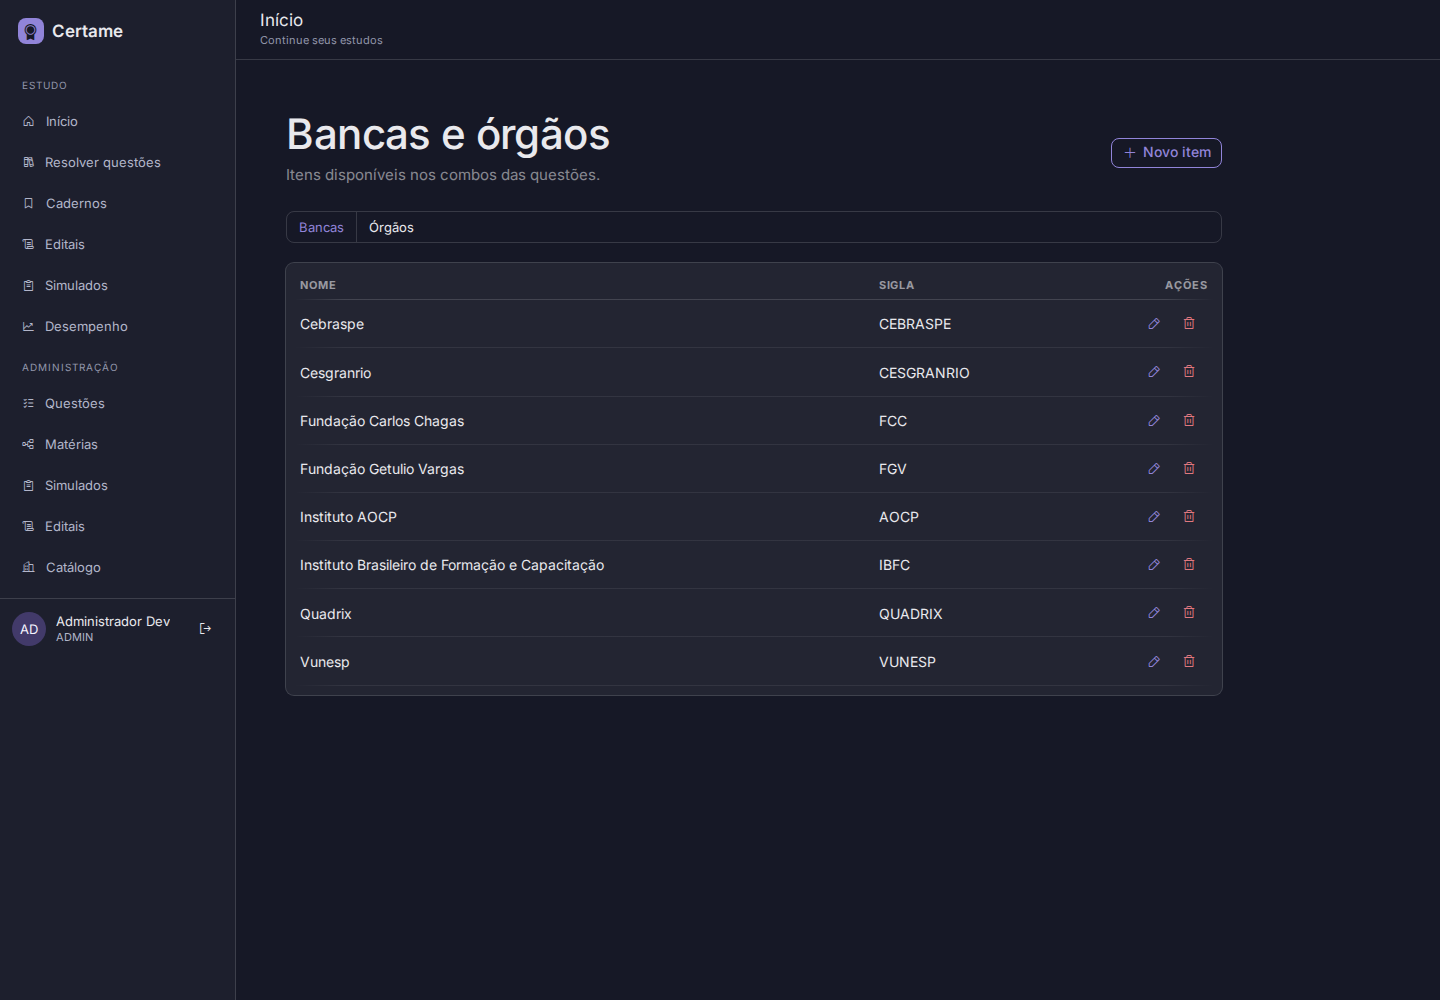 Certame
ESTUDO
Início
Resolver questões
Cadernos
Editais
Simulados
Desempenho
ADMINISTRAÇÃO
Questões
Matérias
Simulados
Editais
Catálogo
AD
Administrador Dev
ADMIN
Início
Continue seus estudos
Bancas e órgãos
Itens disponíveis nos combos das questões.
Novo item
Bancas Órgãos
NOME SIGLA AÇÕES
Cebraspe CEBRASPE
Cesgranrio CESGRANRIO
Fundação Carlos Chagas FCC
Fundação Getulio Vargas FGV
Instituto AOCP AOCP
Instituto Brasileiro de Formação e Capacitação IBFC
Quadrix QUADRIX
Vunesp VUNESP